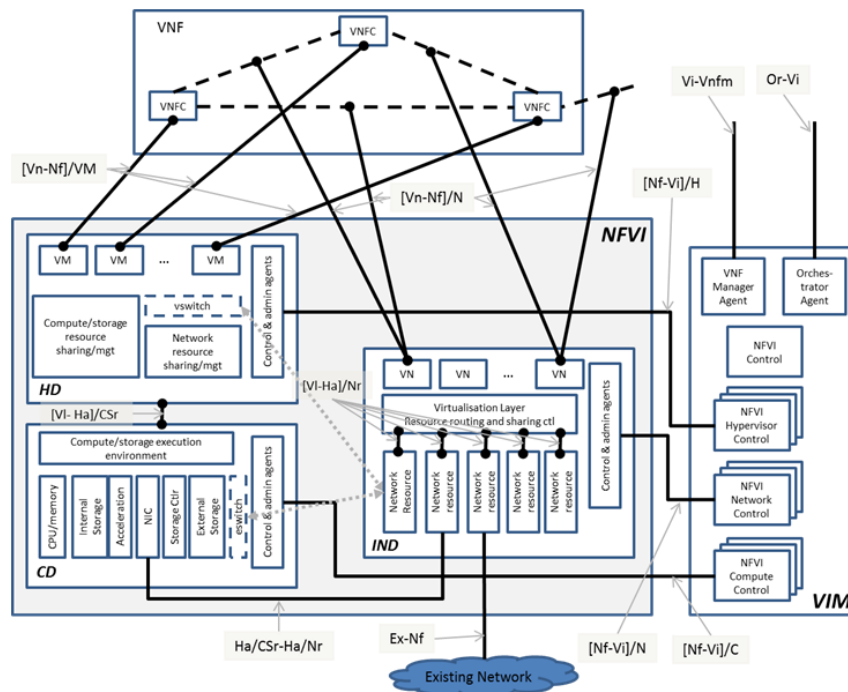 VNF
VNFC
VNFC
VNFC
Vi-Vnfm
Or-Vi
[Vn-Nf]/VM
[Vn-Nf]/N
[Nf-Vi]/H
NFVI
VM
VM
...
VM
Control & admin agents
vswitch
Compute/storage
resource
sharing/mgt
Network
resource
sharing/mgt
HD
VNF
Manager
Agent
Orches-
trator
Agent
NFVI
Control
[Vl- Ha]/CSr
[Vl-Ha]/Nr
VN
VN
...
VN
Control & admin agents
Virtualisation Layer
Resource routing and sharing ctl
Network
Resource
Network
resource
Network
resource
Network
resource
Network
resource
IND
NFVI
Hypervisor
Control
NFVI
Network
Control
NFVI
Compute
Control
VIM
Compute/storage execution
environment
Control & admin agents
CPU/memory
Internal
Storage
Acceleration
NIC
Storage Ctlr
External
Storage
eswitch
CD
Ha/CSr-Ha/Nr
Ex-Nf
[Nf-Vi]/N
[Nf-Vi]/C
Existing Network